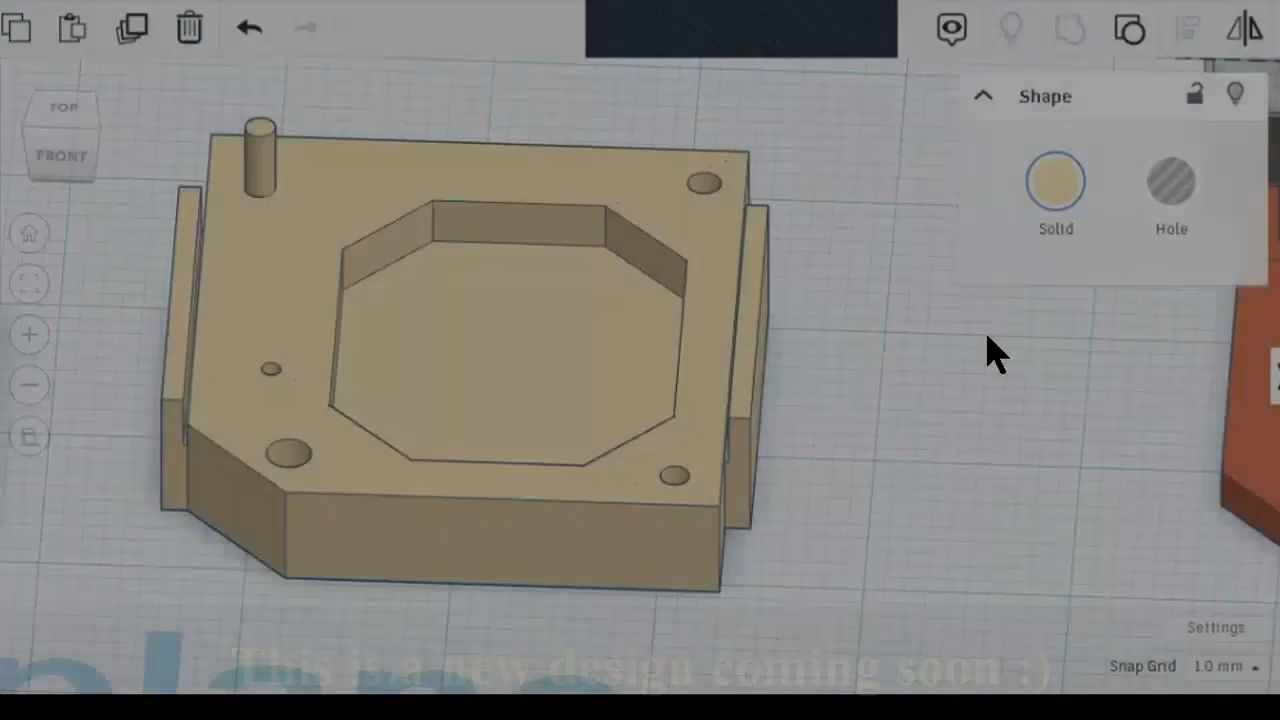 Shape
TOP
FRONT
Solid
Hole
Settings
This is a new design coming soon :)
Snap Grid 1.0 mm